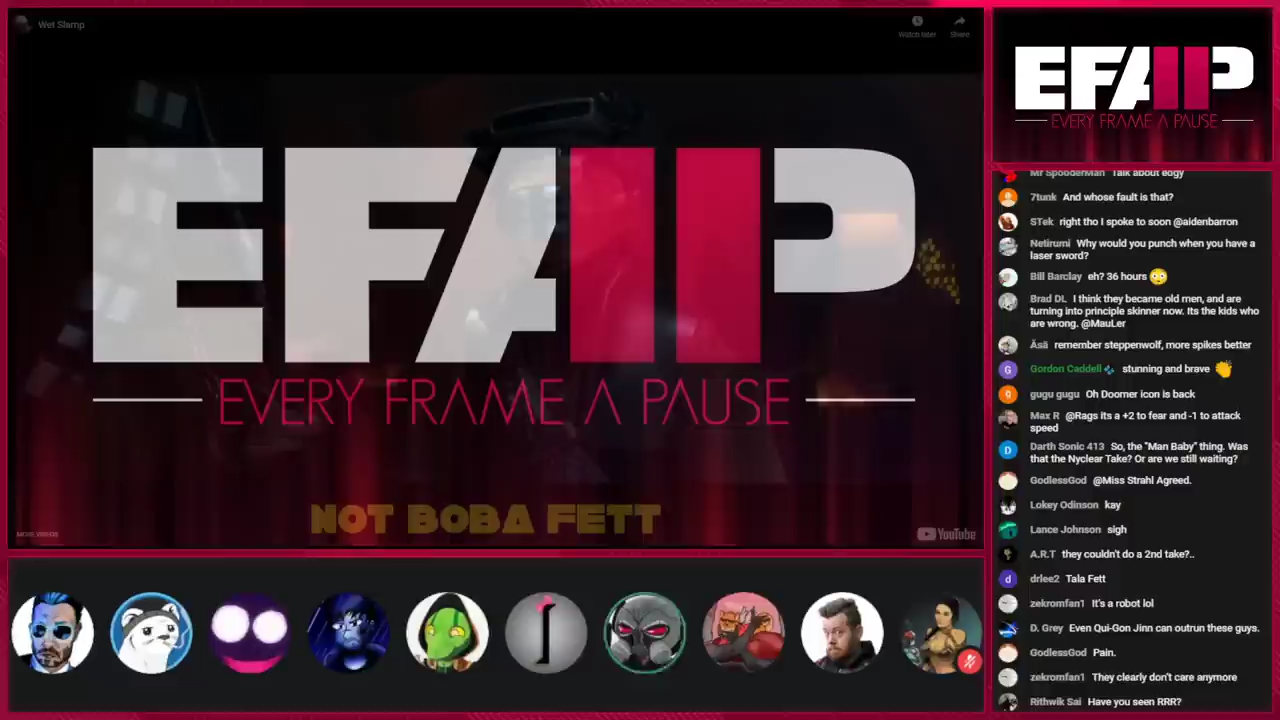 Wet Slamp
Watch later
Share
EFAP
EVERY FRAME A PAUSE
NOT BOBA FETT
MORE VIDEOS
YouTube
EFAP
EVERY FRAME A PAUSE
Mr SpooderMan Talk about edgy
7tunk And whose fault is that?
STek right tho I spoke to soon @aidenbarron
Netirumi Why would you punch when you have a
laser sword?
Bill Barclay eh? 36 hours 😳
Brad DL I think they became old men, and are
turning into principle skinner now. Its the kids who
are wrong. @MauLer
Äsä remember steppenwolf, more spikes better
Gordon Caddell stunning and brave 👏
gugu gugu Oh Doomer icon is back
Max R @Rags its a +2 to fear and -1 to attack
speed
Darth Sonic 413 So, the "Man Baby" thing. Was
that the Nyclear Take? Or are we still waiting?
GodlessGod @Miss Strahl Agreed.
Lokey Odinson kay
Lance Johnson sigh
A.R.T they couldn't do a 2nd take?..
drlee2 Tala Fett
zekromfan1 It's a robot lol
D. Grey Even Qui-Gon Jinn can outrun these guys.
GodlessGod Pain.
zekromfan1 They clearly don't care anymore
Rithwik Sai Have you seen RRR?